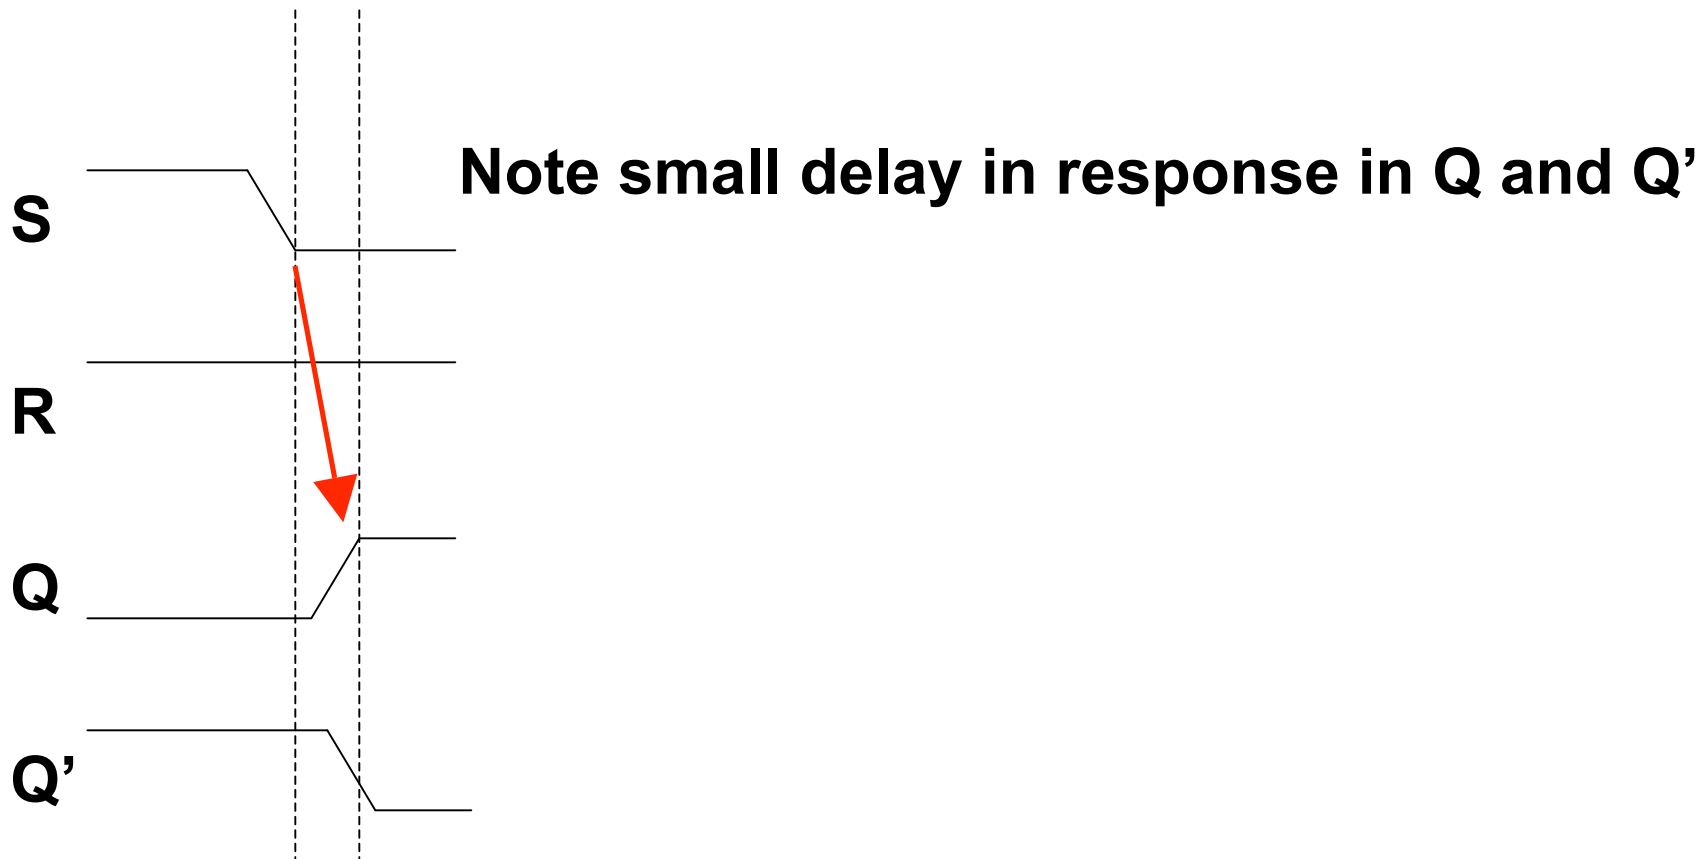 Note small delay in response in Q and Q’
S
R
Q
Q’